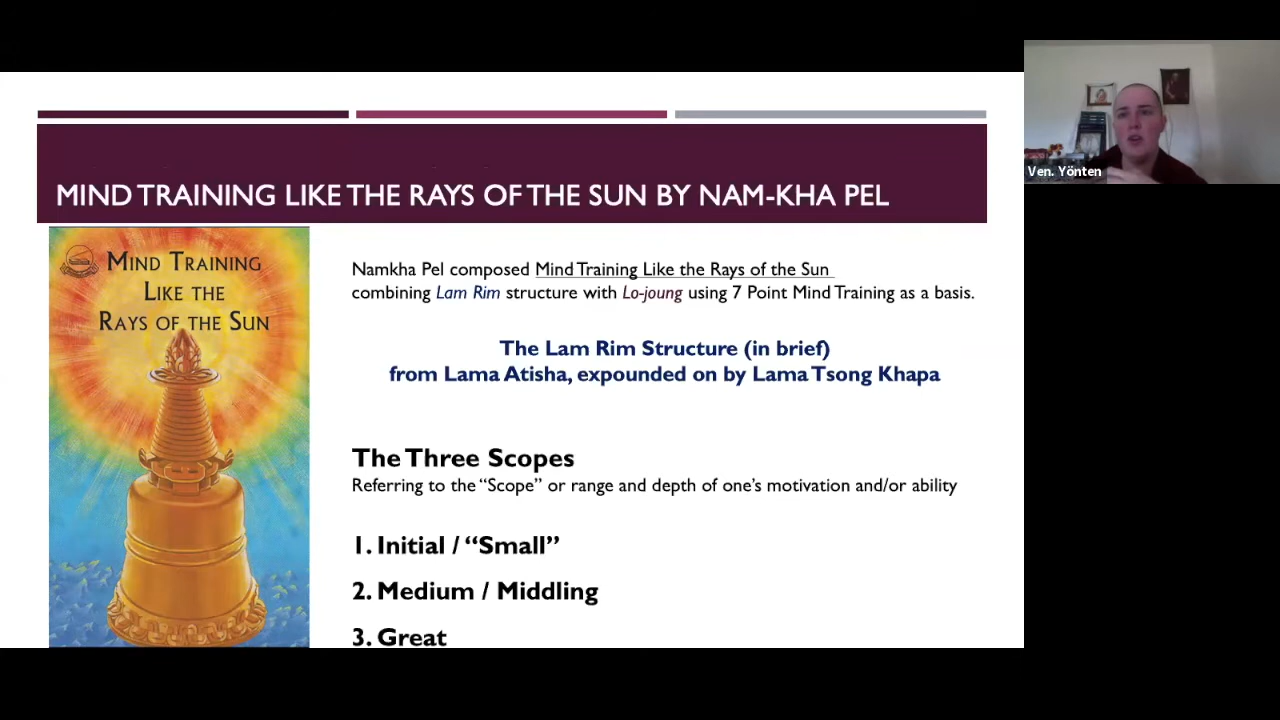 MIND TRAINING LIKE THE RAYS OF THE SUN BY NAM-KHA PEL
MIND TRAINING
LIKE THE
RAYS OF THE SUN
Namkha Pel composed Mind Training Like the Rays of the Sun
combining Lam Rim structure with Lo-joung using 7 Point Mind Training as a basis.
The Lam Rim Structure (in brief)
from Lama Atisha, expounded on by Lama Tsong Khapa
The Three Scopes
Referring to the “Scope” or range and depth of one’s motivation and/or ability
1. Initial / “Small”
2. Medium / Middling
3. Great
Ven. Yönten